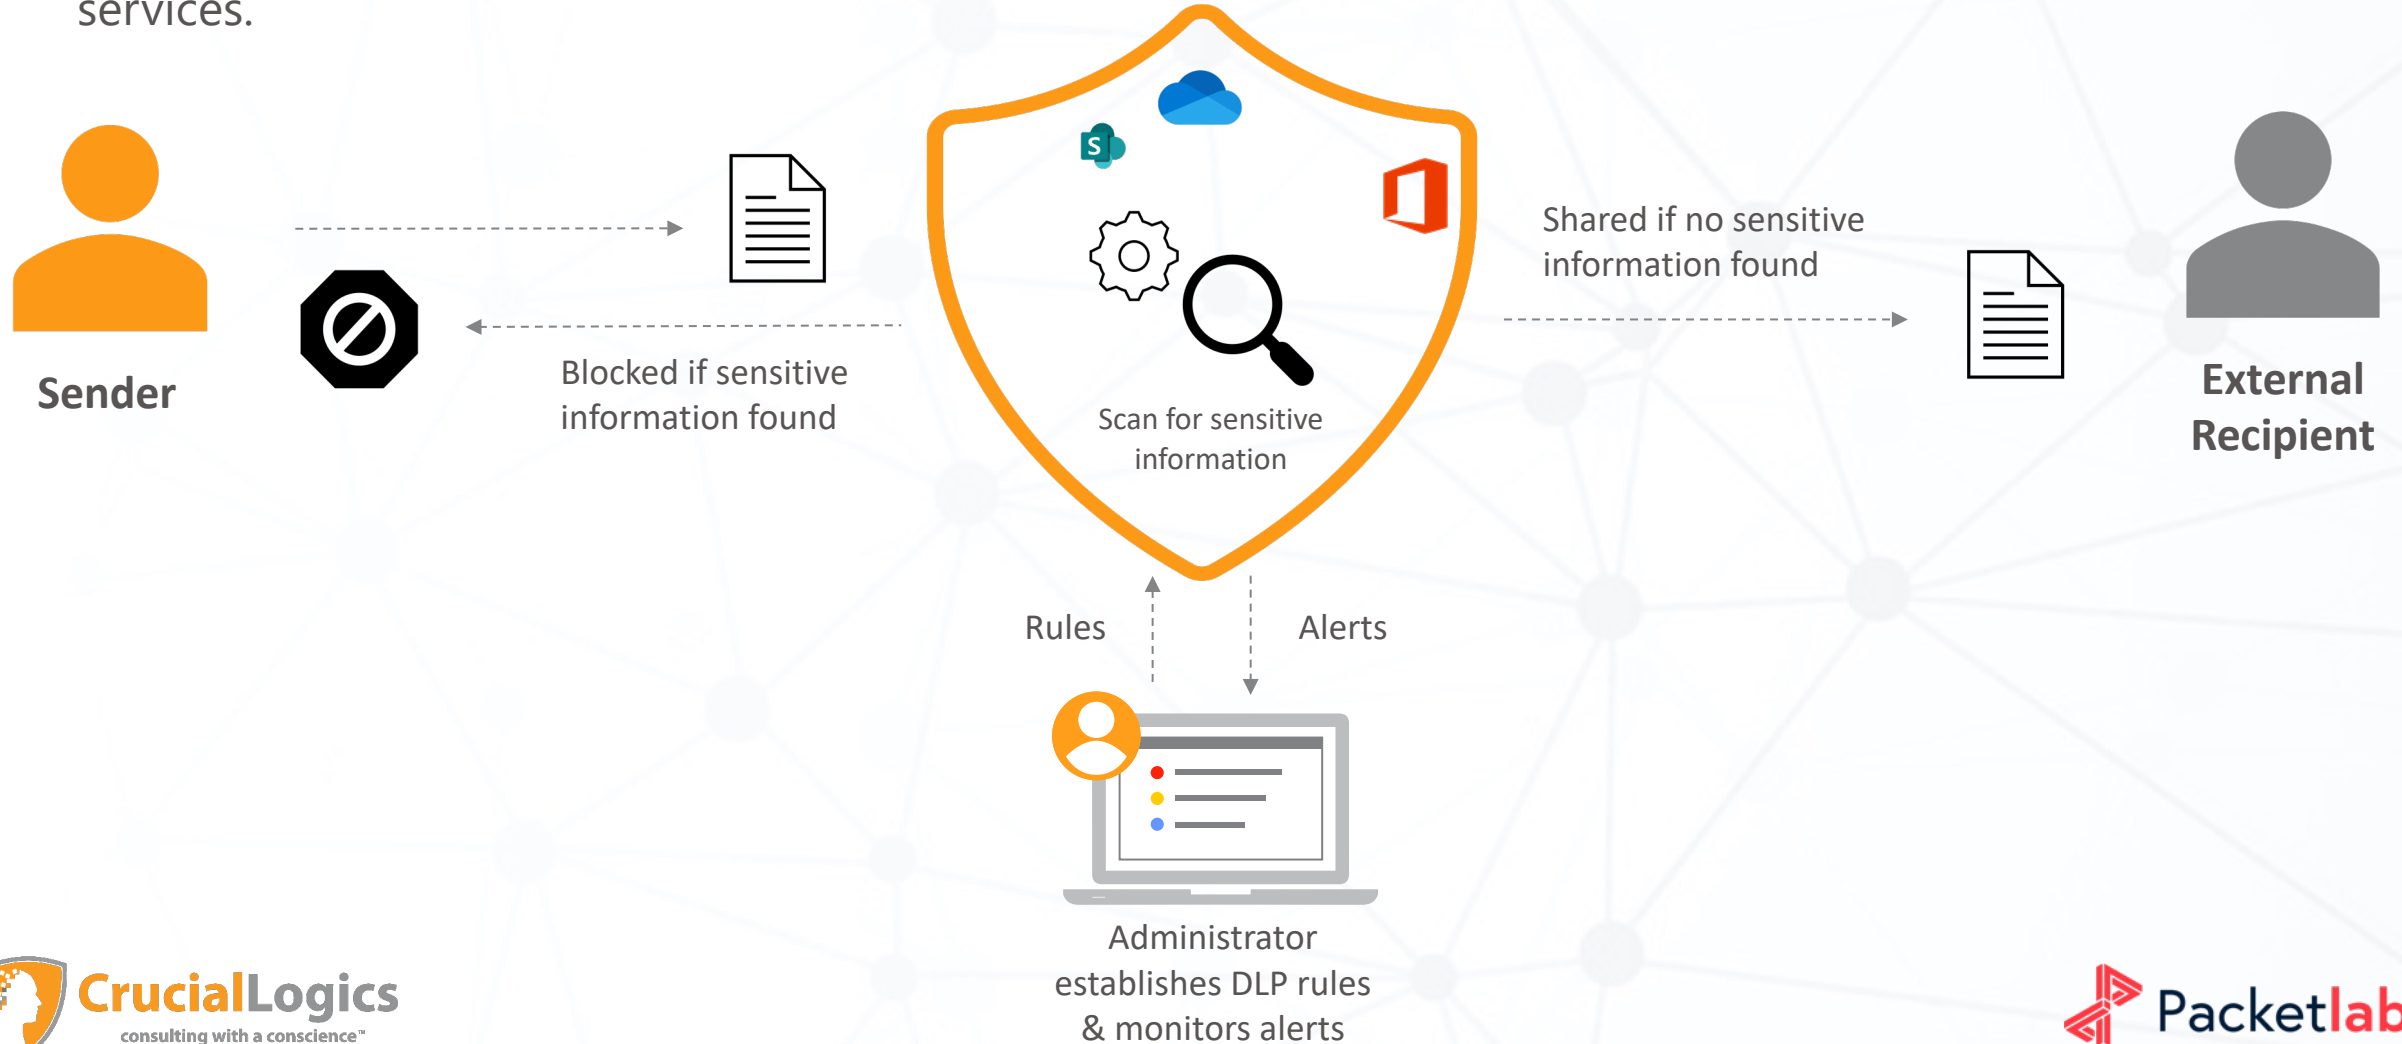 services.
S
Shared if no sensitive
information found
Blocked if sensitive
information found
Sender
External
Recipient
Scan for sensitive
information
Rules
Alerts
Administrator
establishes DLP rules
& monitors alerts
CrucialLogics
consulting with a conscience™
Packetlab